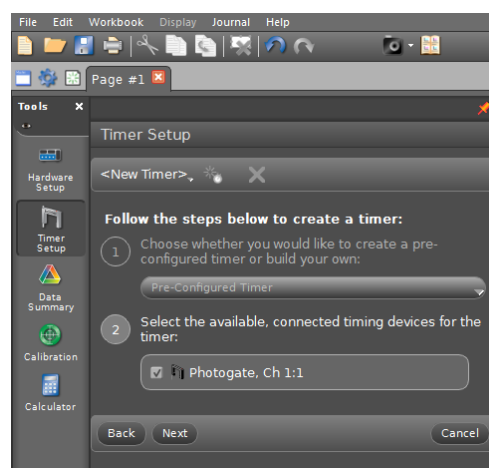 File Edit Workbook Display Journal Help
Page #1
Tools
Timer Setup
Hardware
Setup
<New Timer>
Timer
Setup
Follow the steps below to create a timer:
1
Choose whether you would like to create a pre-
configured timer or build your own:
Pre-Configured Timer
Data
Summary
2
Select the available, connected timing devices for the
timer:
Calibration
Photogate, Ch 1:1
Calculator
Back Next Cancel